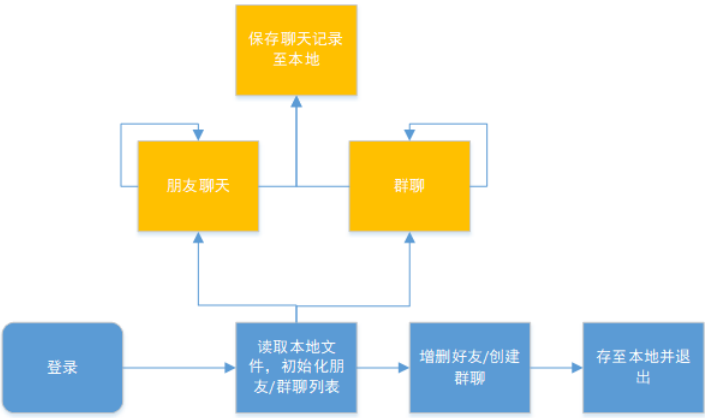 保存聊天记录
至本地
朋友聊天
群聊
登录
读取本地文
件，初始化朋
友/群聊列表
增删好友/创建
群聊
存至本地并退
出